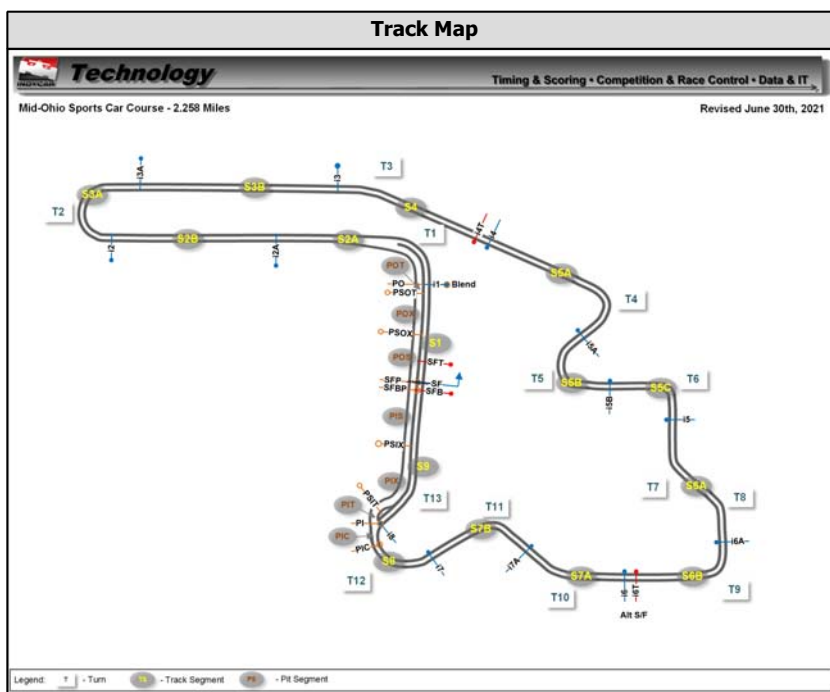 Track Map
INDYCAR
Technology
Timing & Scoring • Competition & Race Control • Data & IT
Mid-Ohio Sports Car Course - 2.258 Miles
Revised June 30th, 2021
i3A
S3B
i3
T3
S3A
S4
T2
T1
i4T
i4
i2
S2B
i2A
S2A
S5A
POT
PO
i1
Blend
PSOT
T4
POX
PSOX
S1
i5A
POS
SFT
SFP
SF
T5
S5B
S5C
T6
SFBP
SFB
i5B
PIS
i5
PSIX
S9
PIX
T7
S6A
PSIT
T13
T8
PIT
T11
PI
S7B
i8
PIC
i6A
PIC
S8
i7
i7A
T12
T10
S7A
i6
i6T
S6B
T9
Alt S/F
Legend:
T
- Turn
- Track Segment
- Pit Segment